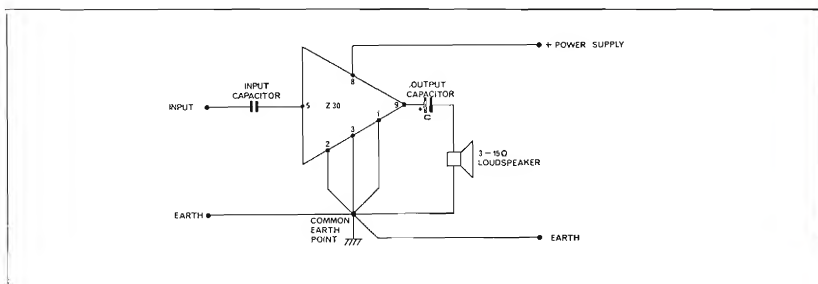 + POWER SUPPLY
INPUT
CAPACITOR
8
OUTPUT
CAPACITOR
INPUT
5
Z 30
9
+
C
1
3
2
3 – 15Ω
LOUDSPEAKER
EARTH
COMMON
EARTH
POINT
EARTH